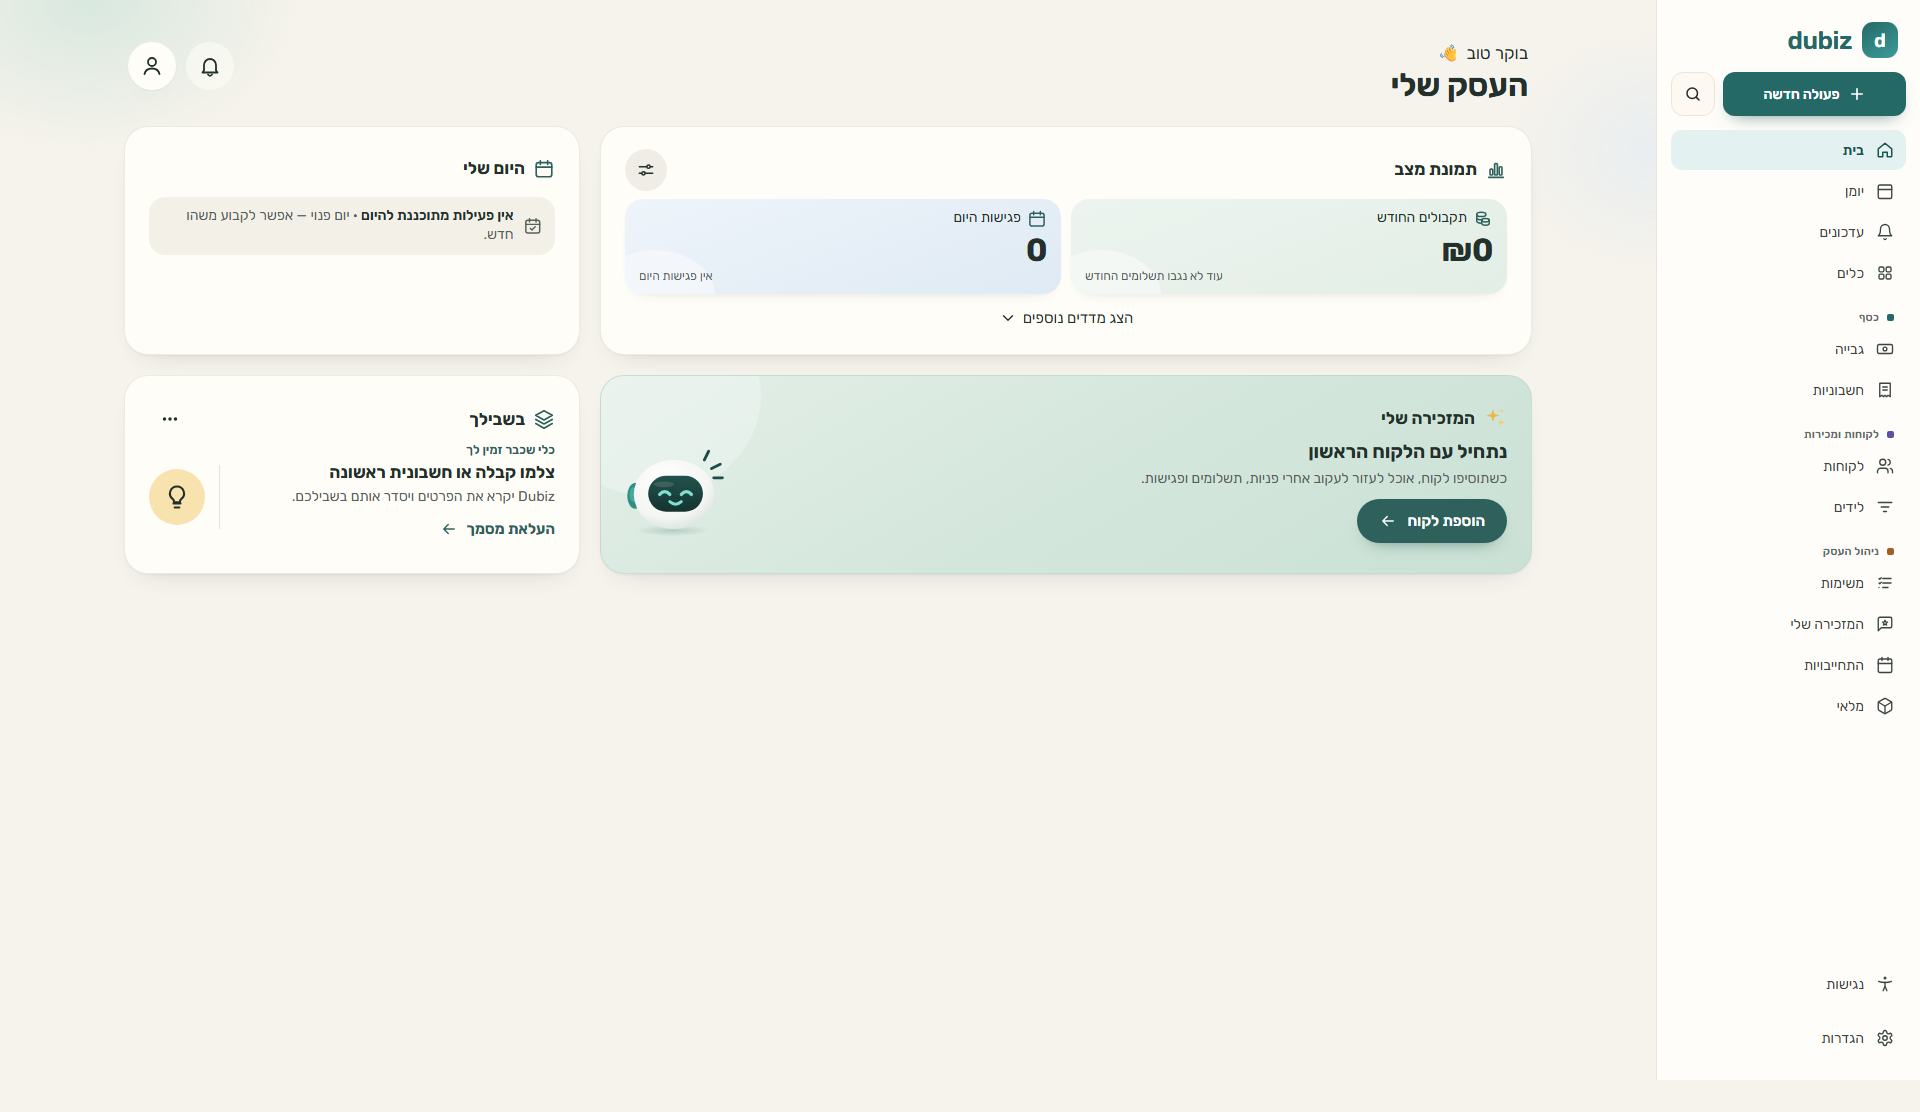 d dubiz
פעולה חדשה
בית
יומן
עדכונים
כלים
כסף
גבייה
חשבוניות
לקוחות ומכירות
לקוחות
לידים
ניהול העסק
משימות
המזכירה שלי
התחייבויות
מלאי
נגישות
הגדרות
בוקר טוב 👋
העסק שלי
תמונת מצב
תקבולים החודש
₪0
עוד לא נגבו תשלומים החודש
פגישות היום
0
אין פגישות היום
הצג מדדים נוספים
היום שלי
אין פעילות מתוכננת להיום • יום פנוי — אפשר לקבוע משהו
חדש.
המזכירה שלי
נתחיל עם הלקוח הראשון
כשתוסיפו לקוח, אוכל לעזור לעקוב אחרי פניות, תשלומים ופגישות.
הוספת לקוח
בשבילך
כלי שכבר זמין לך
צלמו קבלה או חשבונית ראשונה
Dubiz יקרא את הפרטים ויסדר אותם בשבילכם.
העלאת מסמך